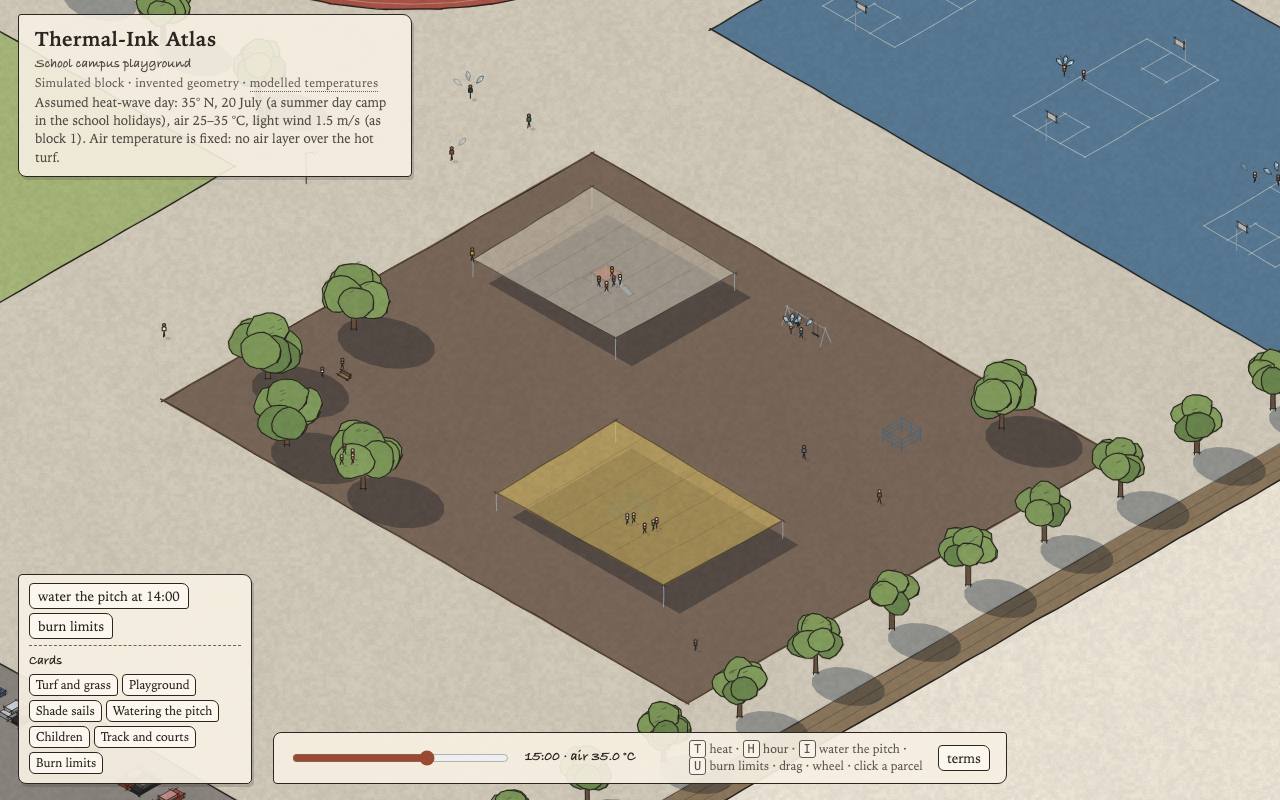 Thermal-Ink Atlas
School campus playground
Simulated block · invented geometry · modelled temperatures
Assumed heat-wave day: 35° N, 20 July (a summer day camp
in the school holidays), air 25–35 °C, light wind 1.5 m/s (as
block 1). Air temperature is fixed: no air layer over the hot
turf.
water the pitch at 14:00
burn limits
Cards
Turf and grass Playground
Shade sails Watering the pitch
Children Track and courts
Burn limits
15:00 · air 35.0 °C
T heat · H hour · I water the pitch ·
U burn limits · drag · wheel · click a parcel
terms